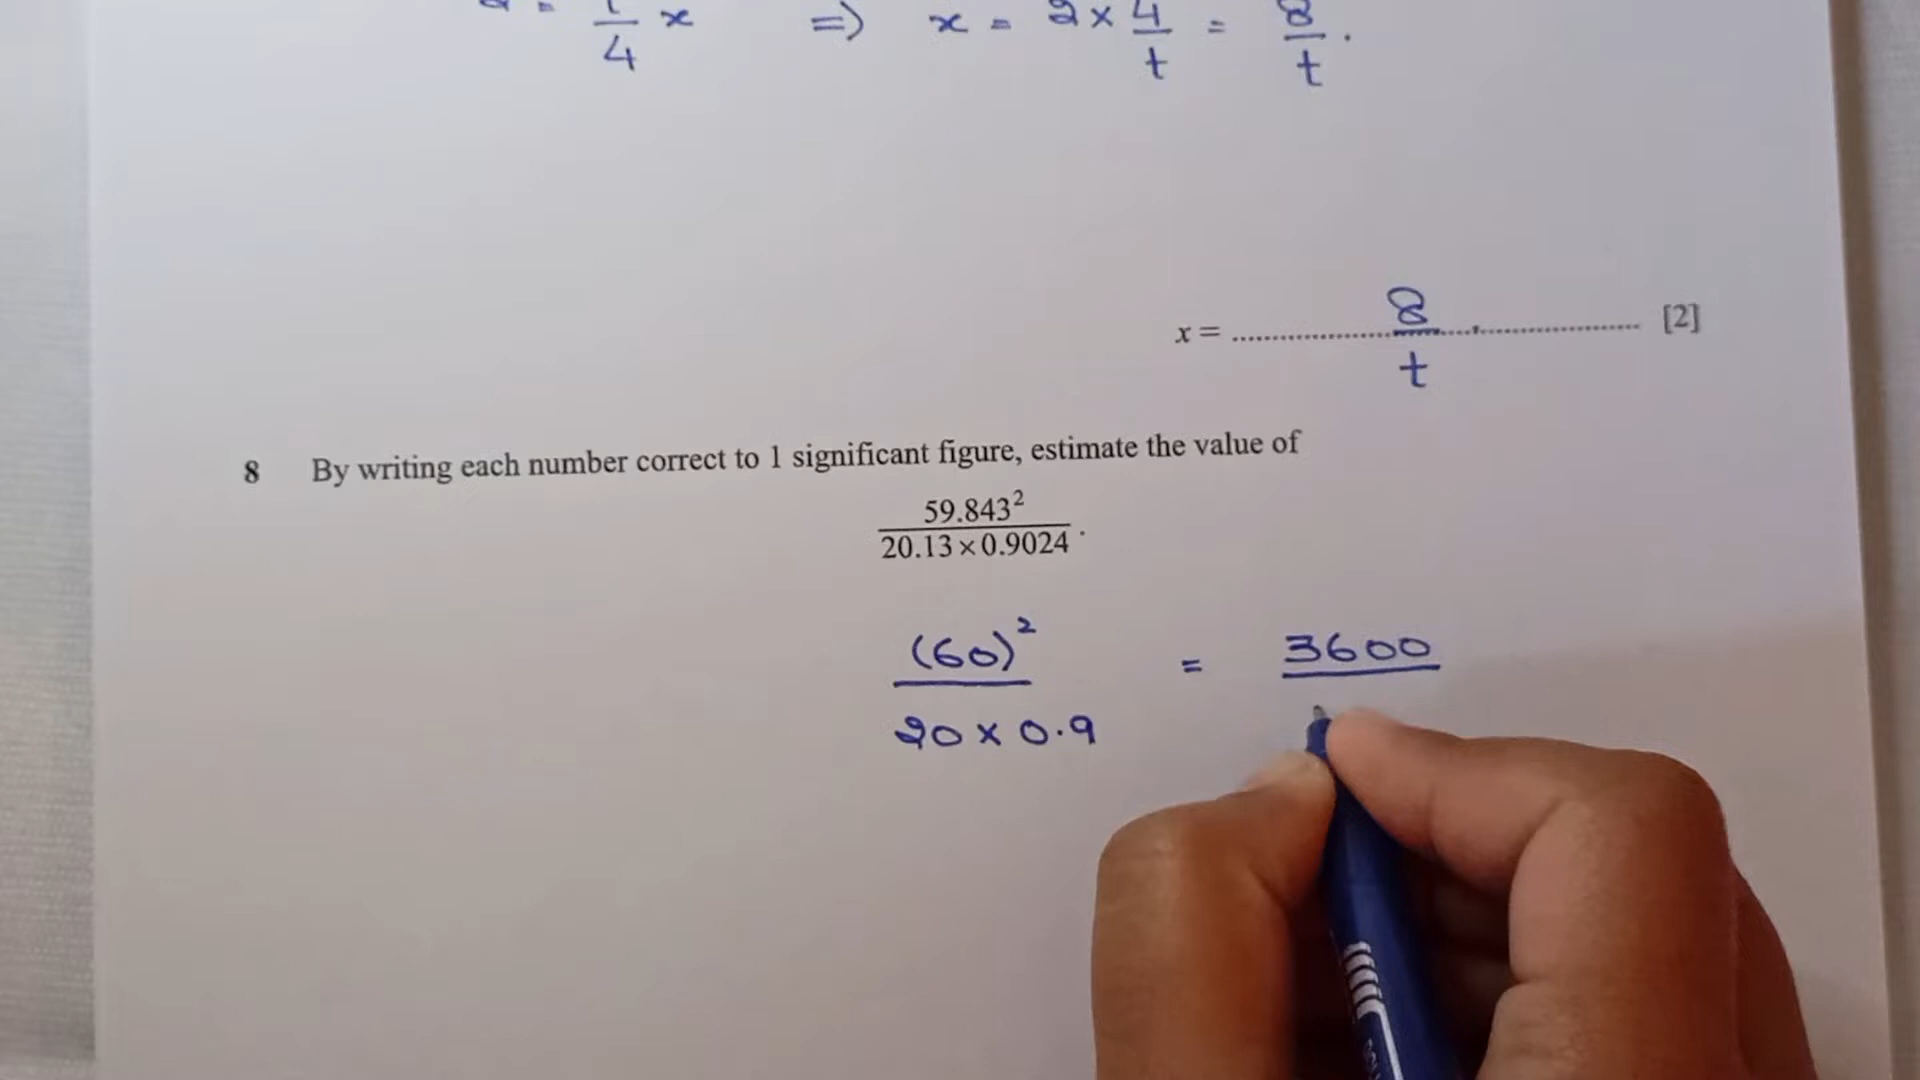 = /4 x => x = 2 × 4/t = 8/t .
x = ........ 8/t ........ [2]
8 By writing each number correct to 1 significant figure, estimate the value of
59.843²
20.13 × 0.9024 .
(60)² = 3600
20 × 0.9